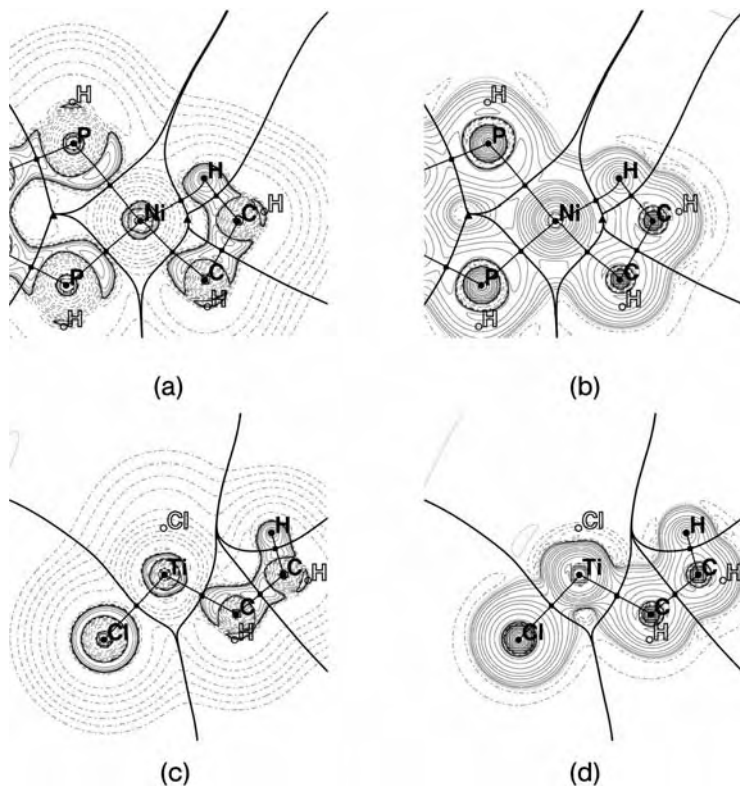 H H
P P H
H H
Ni C Ni C
P C P C
H H H H
(a) (b)
Cl H Cl H
Ti C H Ti C H
C C
Cl H Cl H
(c) (d)